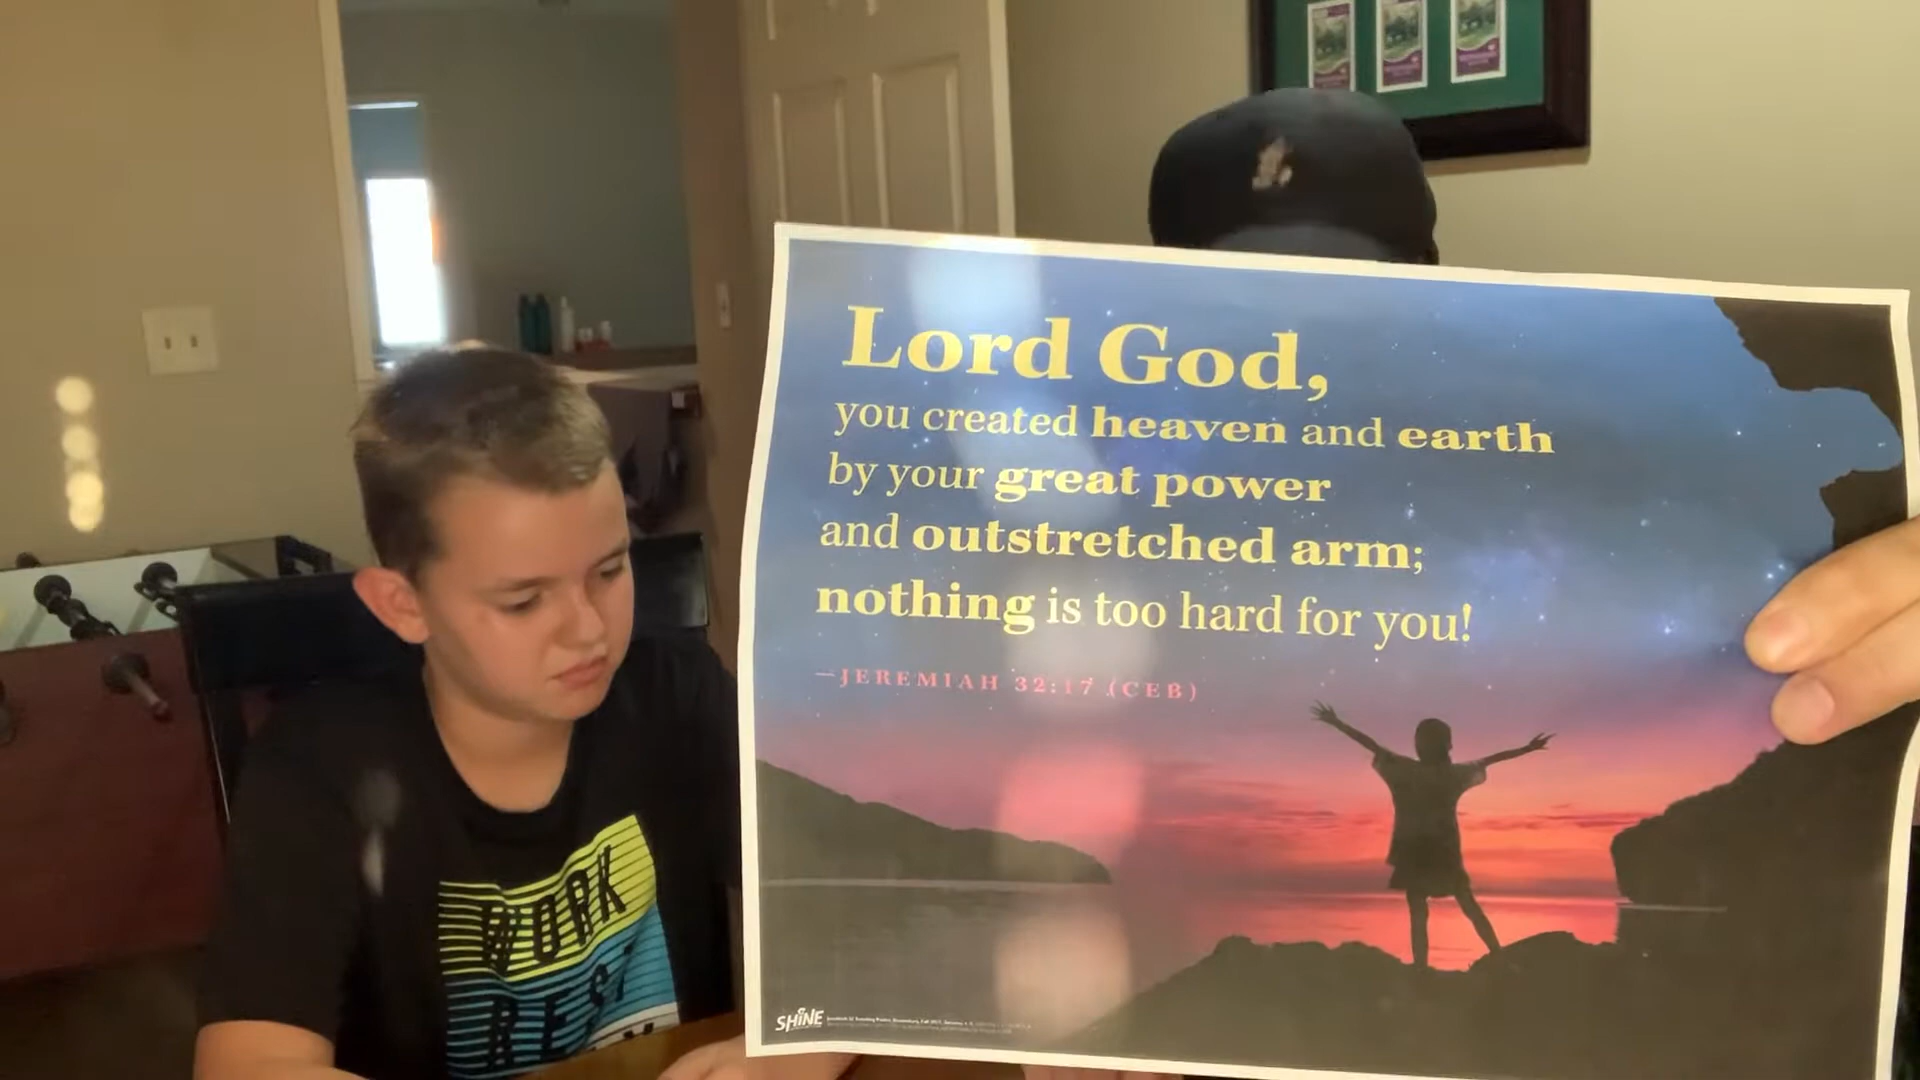 Lord God,
you created heaven and earth
by your great power
and outstretched arm;
nothing is too hard for you!
—JEREMIAH 32:17 (CEB)
SHiNE
WORK
REST